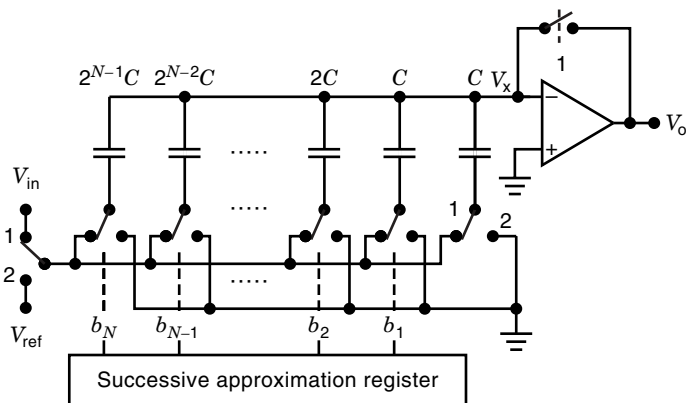 1
2^{N−1}C 2^{N−2}C 2C C C V_x
− 
V_o
+
.....
V_in
.....
1 2
1
2
.....
V_ref
b_N b_{N−1} b_2 b_1
Successive approximation register